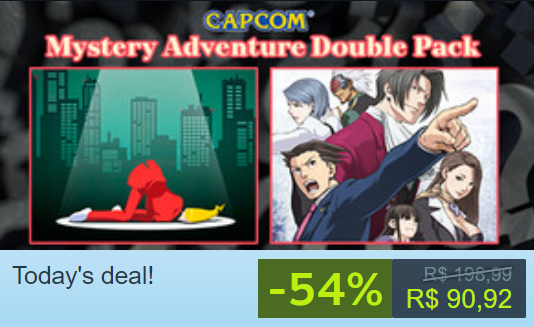 CAPCOM®
Mystery Adventure Double Pack
Today's deal!
-54%
R$ 198,99
R$ 90,92